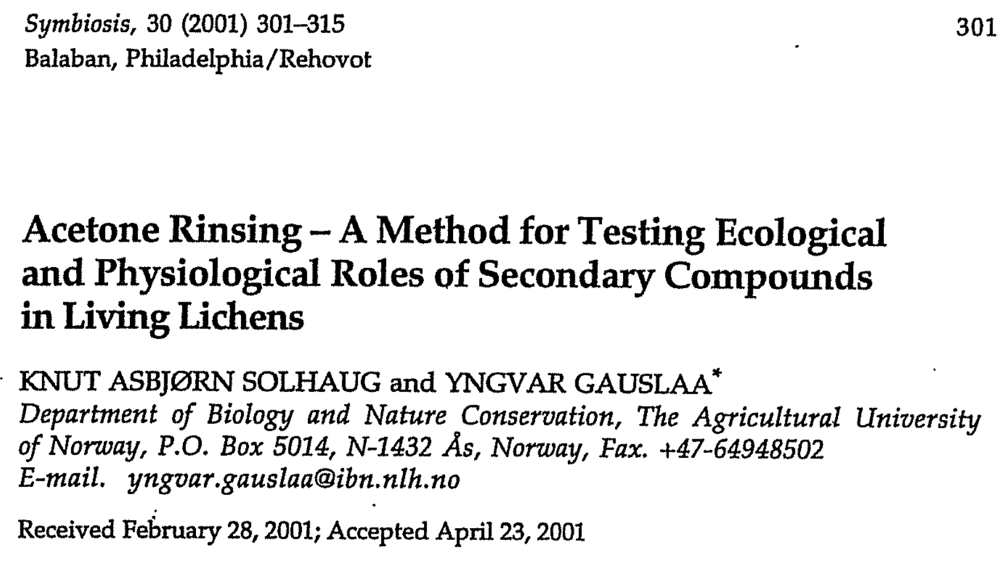 Symbiosis, 30 (2001) 301–315
301
Balaban, Philadelphia/Rehovot
Acetone Rinsing – A Method for Testing Ecological
and Physiological Roles of Secondary Compounds
in Living Lichens
KNUT ASBJØRN SOLHAUG and YNGVAR GAUSLAA*
Department of Biology and Nature Conservation, The Agricultural University
of Norway, P.O. Box 5014, N-1432 Ås, Norway, Fax. +47-64948502
E-mail. yngvar.gauslaa@ibn.nlh.no
Received February 28, 2001; Accepted April 23, 2001